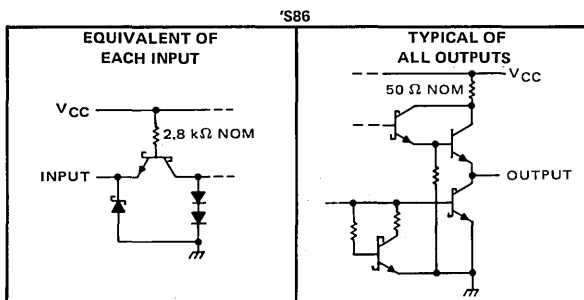 'S86
EQUIVALENT OF
EACH INPUT
VCC
2.8 kΩ NOM
INPUT
TYPICAL OF
ALL OUTPUTS
VCC
50 Ω NOM
OUTPUT